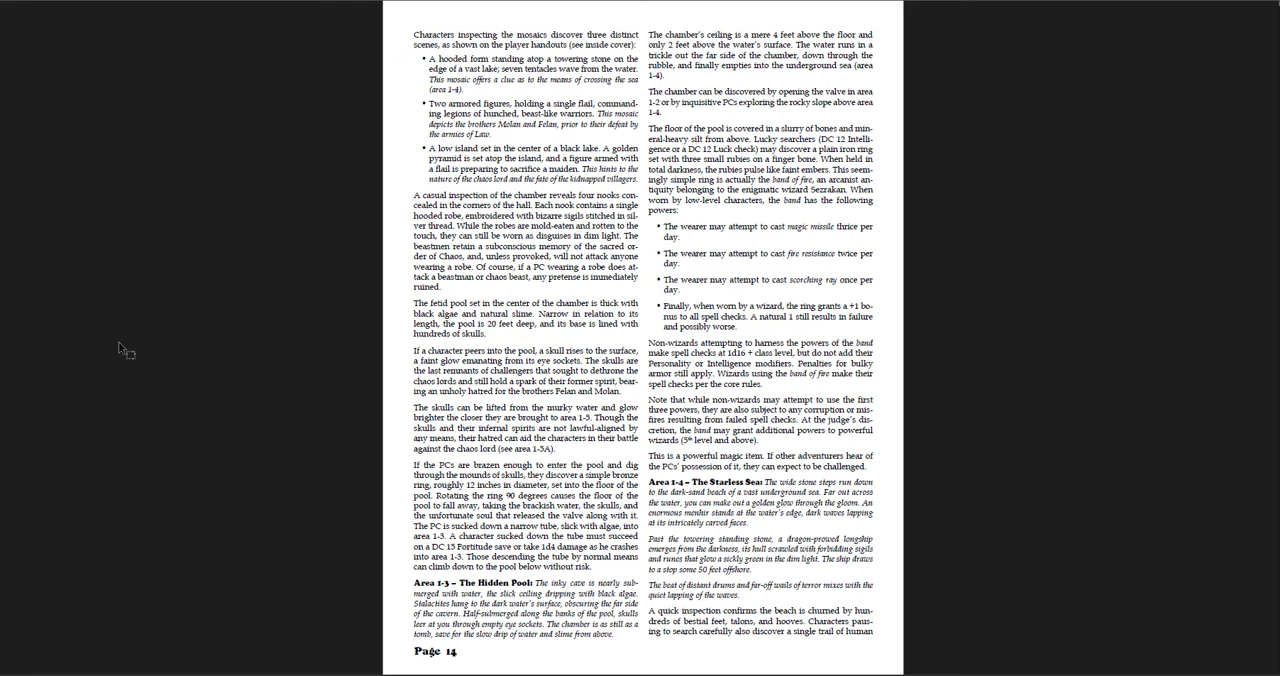 Characters inspecting the mosaics discover three distinct
scenes, as shown on the player handouts (see inside cover):
• A hooded form standing atop a towering stone on the
edge of a vast lake; seven tentacles wave from the water.
This mosaic offers a clue as to the means of crossing the sea
(area 1-4).
• Two armored figures, holding a single flail, command-
ing legions of hunched, beast-like warriors. This mosaic
depicts the brothers Molan and Felan, prior to their defeat by
the armies of Law.
• A low island set in the center of a black lake. A golden
pyramid is set atop the island, and a figure armed with
a flail is preparing to sacrifice a maiden. This hints to the
nature of the chaos lord and the fate of the kidnapped villagers.
A casual inspection of the chamber reveals four nooks con-
cealed in the corners of the hall. Each nook contains a single
hooded robe, embroidered with bizarre sigils stitched in sil-
ver thread. While the robes are mold-eaten and rotten to the
touch, they can still be worn as disguises in dim light. The
beastmen retain a subconscious memory of the sacred or-
der of Chaos, and, unless provoked, will not attack anyone
wearing a robe. Of course, if a PC wearing a robe does at-
tack a beastman or chaos beast, any pretense is immediately
ruined.
The fetid pool set in the center of the chamber is thick with
black algae and natural slime. Narrow in relation to its
length, the pool is 20 feet deep, and its base is lined with
hundreds of skulls.
If a character peers into the pool, a skull rises to the surface,
a faint glow emanating from its eye sockets. The skulls are
the last remnants of challengers that sought to dethrone the
chaos lords and still hold a spark of their former spirit, bear-
ing an unholy hatred for the brothers Felan and Molan.
The skulls can be lifted from the murky water and glow
brighter the closer they are brought to area 1-5. Though the
skulls and their infernal spirits are not lawful-aligned by
any means, their hatred can aid the characters in their battle
against the chaos lord (see area 1-5A).
If the PCs are brazen enough to enter the pool and dig
through the mounds of skulls, they discover a simple bronze
ring, roughly 12 inches in diameter, set into the floor of the
pool. Rotating the ring 90 degrees causes the floor of the
pool to fall away, taking the brackish water, the skulls, and
the unfortunate soul that released the valve along with it.
The PC is sucked down a narrow tube, slick with algae, into
area 1-3. A character sucked down the tube must succeed
on a DC 15 Fortitude save or take 1d4 damage as he crashes
into area 1-3. Those descending the tube by normal means
can climb down to the pool below without risk.
Area 1-3 – The Hidden Pool: The inky cave is nearly sub-
merged with water, the slick ceiling dripping with black algae.
Stalactites hang to the dark water's surface, obscuring the far side
of the cavern. Half-submerged along the banks of the pool, skulls
leer at you through empty eye sockets. The chamber is as still as a
tomb, save for the slow drip of water and slime from above.
Page 14
The chamber's ceiling is a mere 4 feet above the floor and
only 2 feet above the water's surface. The water runs in a
trickle out the far side of the chamber, down through the
rubble, and finally empties into the underground sea (area
1-4).
The chamber can be discovered by opening the valve in area
1-2 or by inquisitive PCs exploring the rocky slope above area
1-4.
The floor of the pool is covered in a slurry of bones and min-
eral-heavy silt from above. Lucky searchers (DC 12 Intelli-
gence or a DC 12 Luck check) may discover a plain iron ring
set with three small rubies on a finger bone. When held in
total darkness, the rubies pulse like faint embers. This seem-
ingly simple ring is actually the band of fire, an arcanist an-
tiquity belonging to the enigmatic wizard Sezrakan. When
worn by low-level characters, the band has the following
powers:
• The wearer may attempt to cast magic missile thrice per
day.
• The wearer may attempt to cast fire resistance twice per
day.
• The wearer may attempt to cast scorching ray once per
day.
• Finally, when worn by a wizard, the ring grants a +1 bo-
nus to all spell checks. A natural 1 still results in failure
and possibly worse.
Non-wizards attempting to harness the powers of the band
make spell checks at 1d16 + class level, but do not add their
Personality or Intelligence modifiers. Penalties for bulky
armor still apply. Wizards using the band of fire make their
spell checks per the core rules.
Note that while non-wizards may attempt to use the first
three powers, they are also subject to any corruption or mis-
fires resulting from failed spell checks. At the judge's dis-
cretion, the band may grant additional powers to powerful
wizards (5th level and above).
This is a powerful magic item. If other adventurers hear of
the PCs' possession of it, they can expect to be challenged.
Area 1-4 – The Starless Sea: The wide stone steps run down
to the dark-sand beach of a vast underground sea. Far out across
the water, you can make out a golden glow through the gloom. An
enormous menhir stands at the water's edge, dark waves lapping
at its intricately carved faces.
Past the towering standing stone, a dragon-prowed longship
emerges from the darkness, its hull scrawled with forbidding sigils
and runes that glow a sickly green in the dim light. The ship draws
to a stop some 50 feet offshore.
The beat of distant drums and far-off wails of terror mixes with the
quiet lapping of the waves.
A quick inspection confirms the beach is churned by hun-
dreds of bestial feet, talons, and hooves. Characters paus-
ing to search carefully also discover a single trail of human